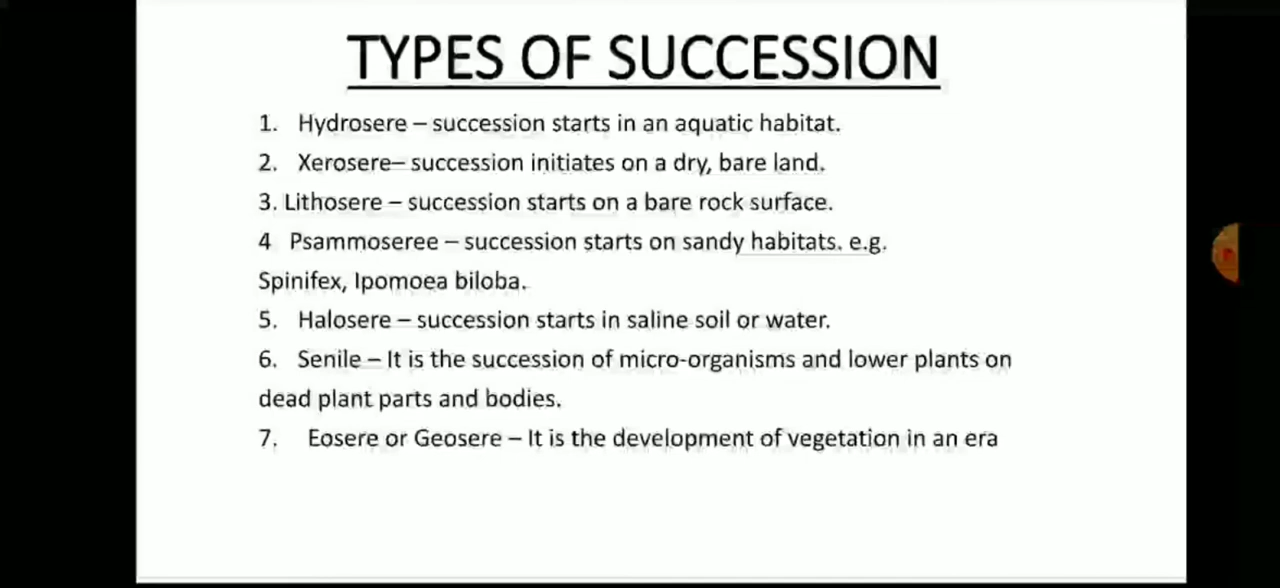 TYPES OF SUCCESSION
1. Hydrosere – succession starts in an aquatic habitat.
2. Xerosere– succession initiates on a dry, bare land.
3. Lithosere – succession starts on a bare rock surface.
4 Psammoseree – succession starts on sandy habitats. e.g.
Spinifex, Ipomoea biloba.
5. Halosere – succession starts in saline soil or water.
6. Senile – It is the succession of micro-organisms and lower plants on
dead plant parts and bodies.
7. Eosere or Geosere – It is the development of vegetation in an era